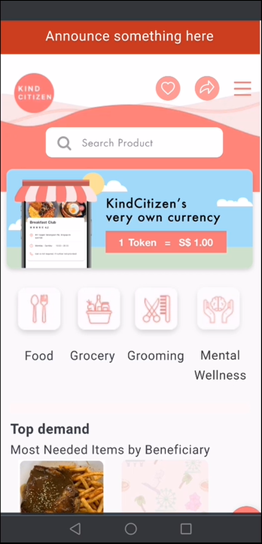 Announce something here
KIND
CITIZEN
Search Product
KindCitizen's
very own currency
1 Token = S$ 1.00
Breakfast Club
Food
Grocery
Grooming
Mental
Wellness
Top demand
Most Needed Items by Beneficiary